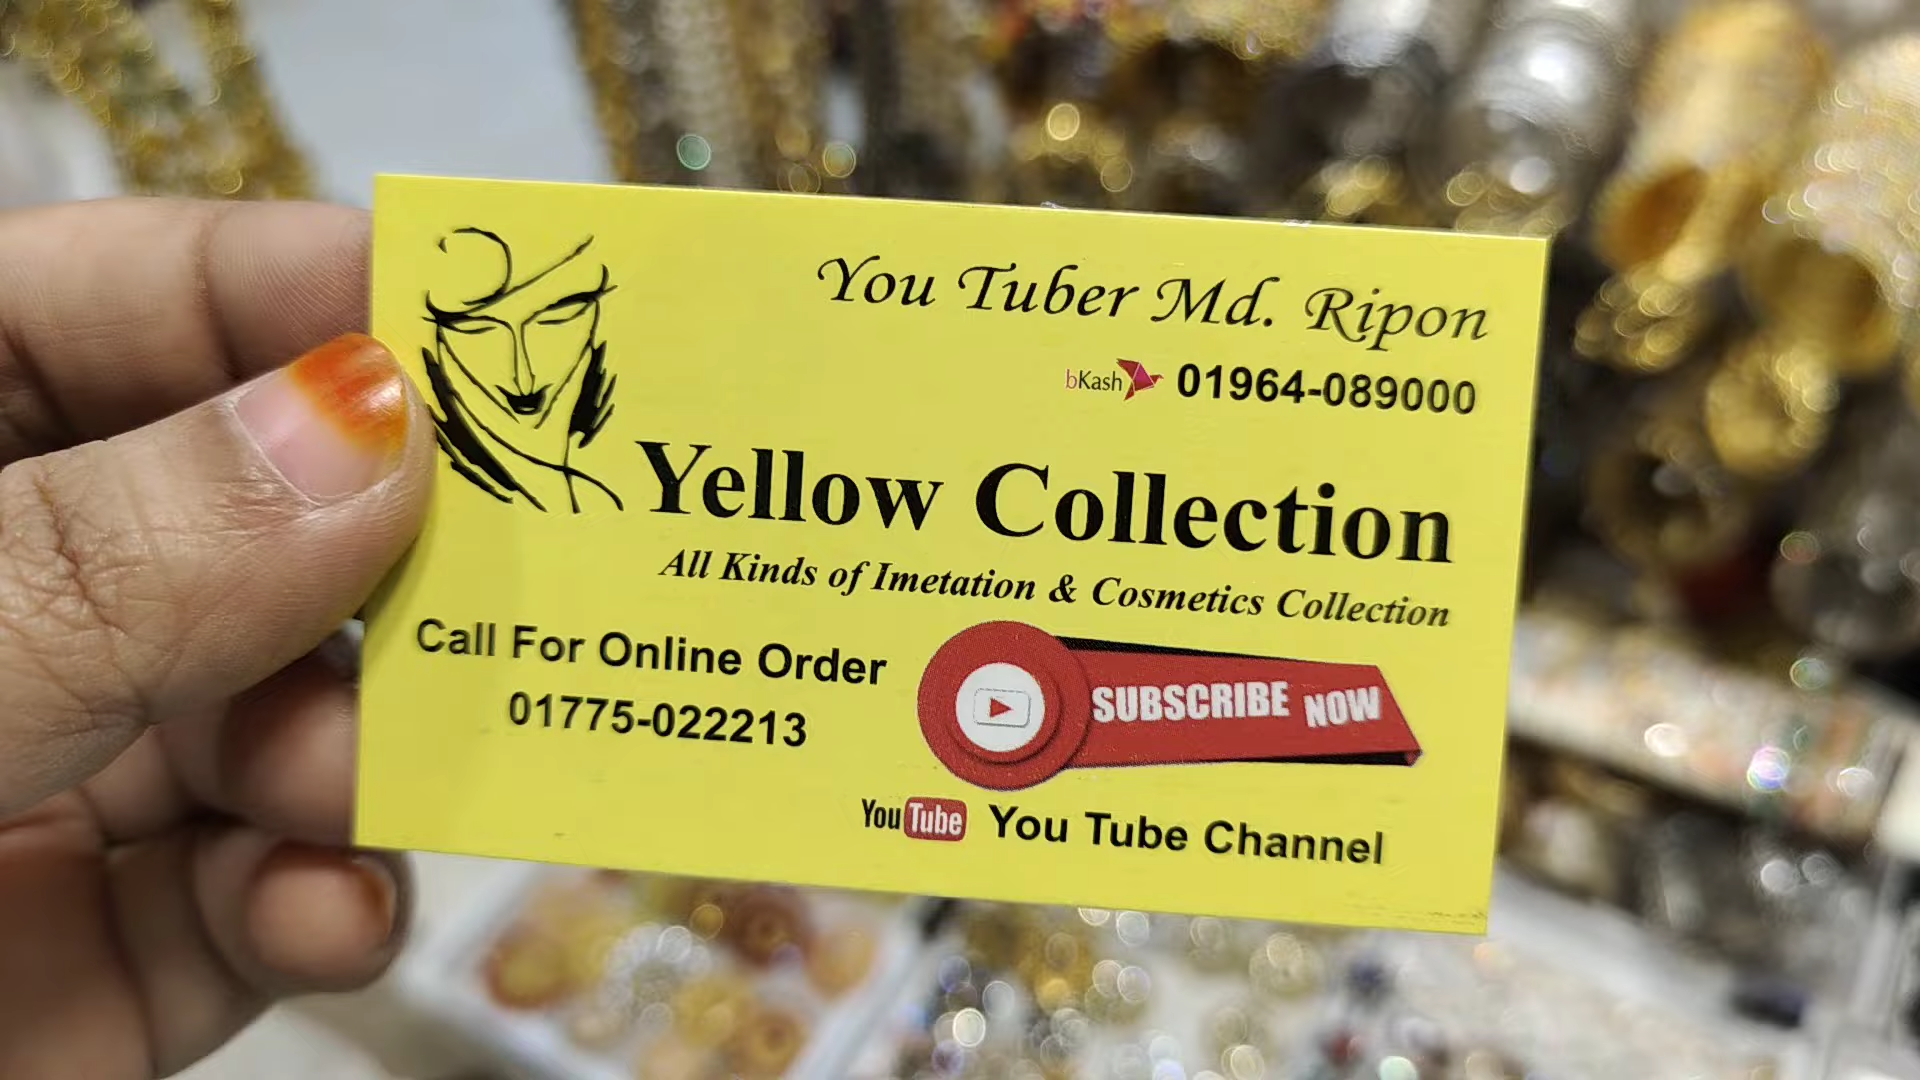 You Tuber Md. Ripon
bKash 01964-089000
Yellow Collection
All Kinds of Imetation & Cosmetics Collection
Call For Online Order
01775-022213
SUBSCRIBE NOW
YouTube You Tube Channel